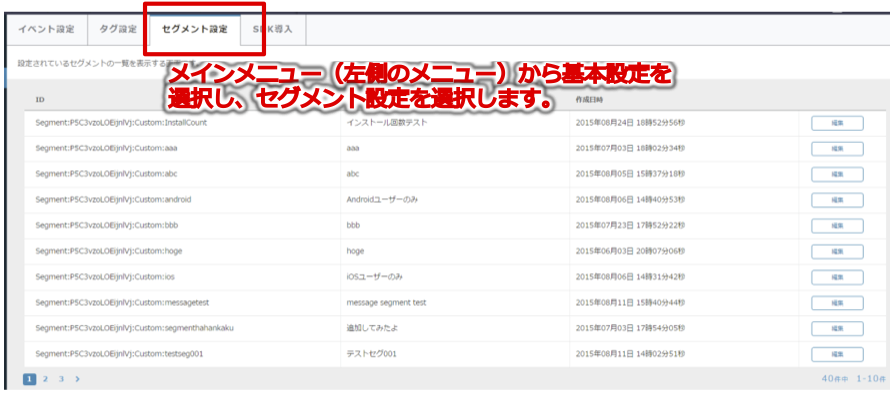 イベント設定 タグ設定 セグメント設定 SDK導入
設定されているセグメントの一覧を表示する
メインメニュー（左側のメニュー）から基本設定を
選択し、セグメント設定を選択します。
ID 作成日時
Segment:P5C3vzoLOEijnlVj:Custom:InstallCount インストール回数テスト 2015年08月24日 18時52分56秒 編集
Segment:P5C3vzoLOEijnlVj:Custom:aaa aaa 2015年07月03日 18時02分34秒 編集
Segment:P5C3vzoLOEijnlVj:Custom:abc abc 2015年08月05日 15時37分18秒 編集
Segment:P5C3vzoLOEijnlVj:Custom:android Androidユーザーのみ 2015年08月06日 14時40分53秒 編集
Segment:P5C3vzoLOEijnlVj:Custom:bbb bbb 2015年07月23日 17時52分22秒 編集
Segment:P5C3vzoLOEijnlVj:Custom:hoge hoge 2015年06月03日 20時07分06秒 編集
Segment:P5C3vzoLOEijnlVj:Custom:ios iOSユーザーのみ 2015年08月06日 14時31分42秒 編集
Segment:P5C3vzoLOEijnlVj:Custom:messagetest message segment test 2015年08月11日 15時40分44秒 編集
Segment:P5C3vzoLOEijnlVj:Custom:segmenthahankaku 追加してみたよ 2015年07月03日 17時54分05秒 編集
Segment:P5C3vzoLOEijnlVj:Custom:testseg001 テストセグ001 2015年08月11日 14時02分51秒 編集
1 2 3 > 40件中 1-10件